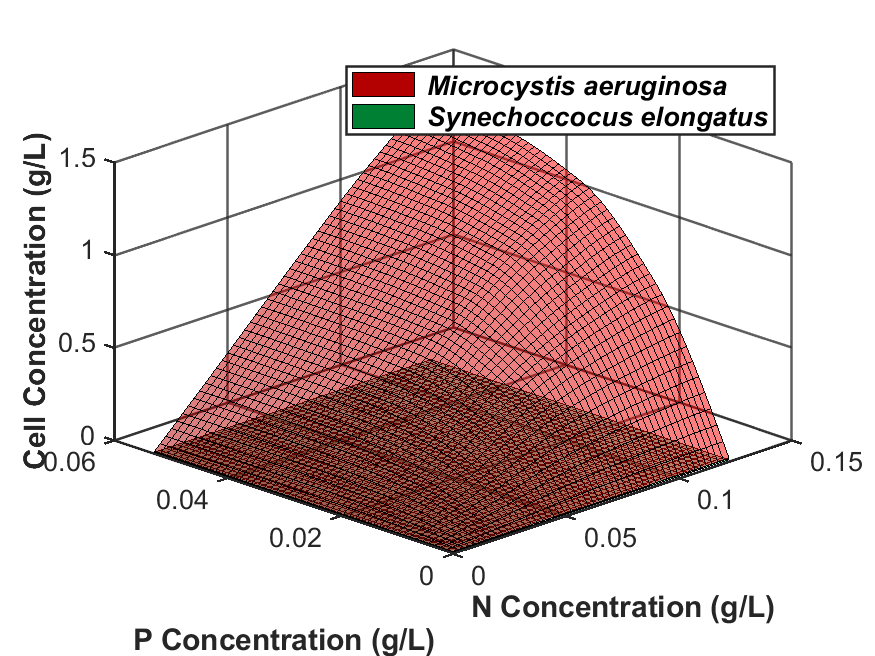 Microcystis aeruginosa
Synechoccocus elongatus
Cell Concentration (g/L)
1.5
1
0.5
0
0.06
0.04
0.02
0
0
0.05
0.1
0.15
N Concentration (g/L)
P Concentration (g/L)